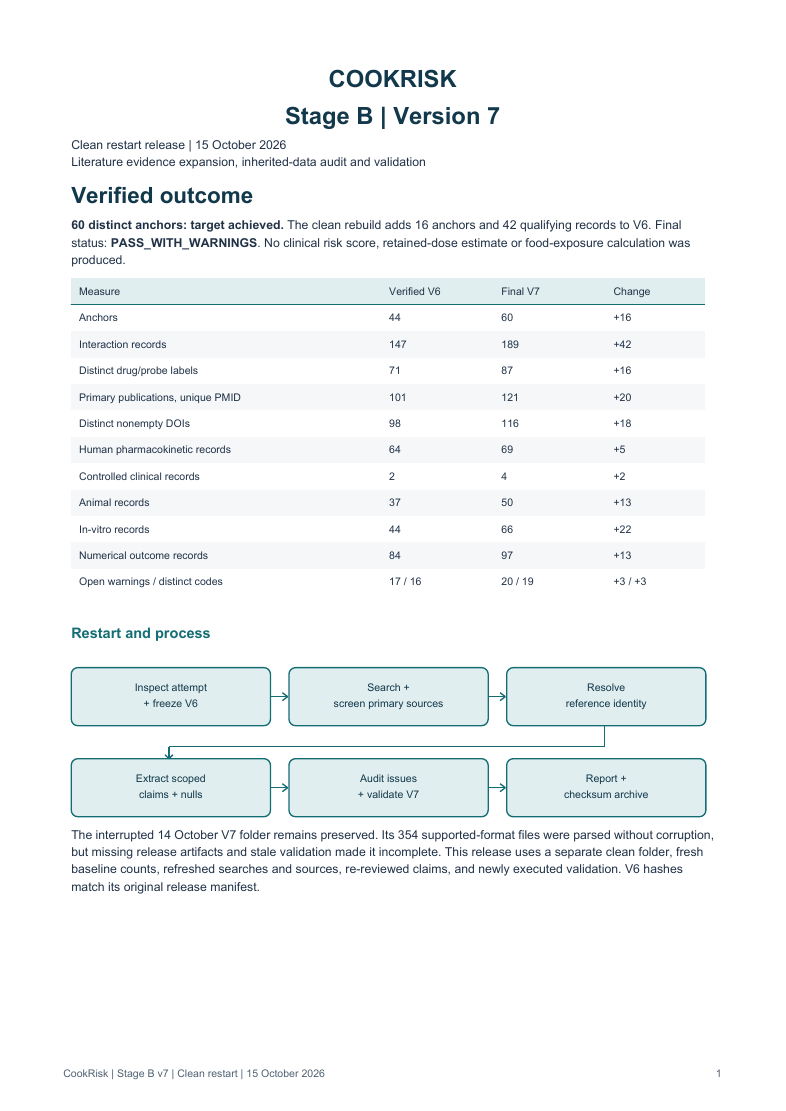 COOKRISK
Stage B | Version 7
Clean restart release | 15 October 2026
Literature evidence expansion, inherited-data audit and validation
Verified outcome
60 distinct anchors: target achieved. The clean rebuild adds 16 anchors and 42 qualifying records to V6. Final
status: PASS_WITH_WARNINGS. No clinical risk score, retained-dose estimate or food-exposure calculation was
produced.
Measure Verified V6 Final V7 Change
Anchors 44 60 +16
Interaction records 147 189 +42
Distinct drug/probe labels 71 87 +16
Primary publications, unique PMID 101 121 +20
Distinct nonempty DOIs 98 116 +18
Human pharmacokinetic records 64 69 +5
Controlled clinical records 2 4 +2
Animal records 37 50 +13
In-vitro records 44 66 +22
Numerical outcome records 84 97 +13
Open warnings / distinct codes 17 / 16 20 / 19 +3 / +3
Restart and process
Inspect attempt
+ freeze V6
Search +
screen primary sources
Resolve
reference identity
Extract scoped
claims + nulls
Audit issues
+ validate V7
Report +
checksum archive
The interrupted 14 October V7 folder remains preserved. Its 354 supported-format files were parsed without corruption,
but missing release artifacts and stale validation made it incomplete. This release uses a separate clean folder, fresh
baseline counts, refreshed searches and sources, re-reviewed claims, and newly executed validation. V6 hashes
match its original release manifest.
CookRisk | Stage B v7 | Clean restart | 15 October 2026 1